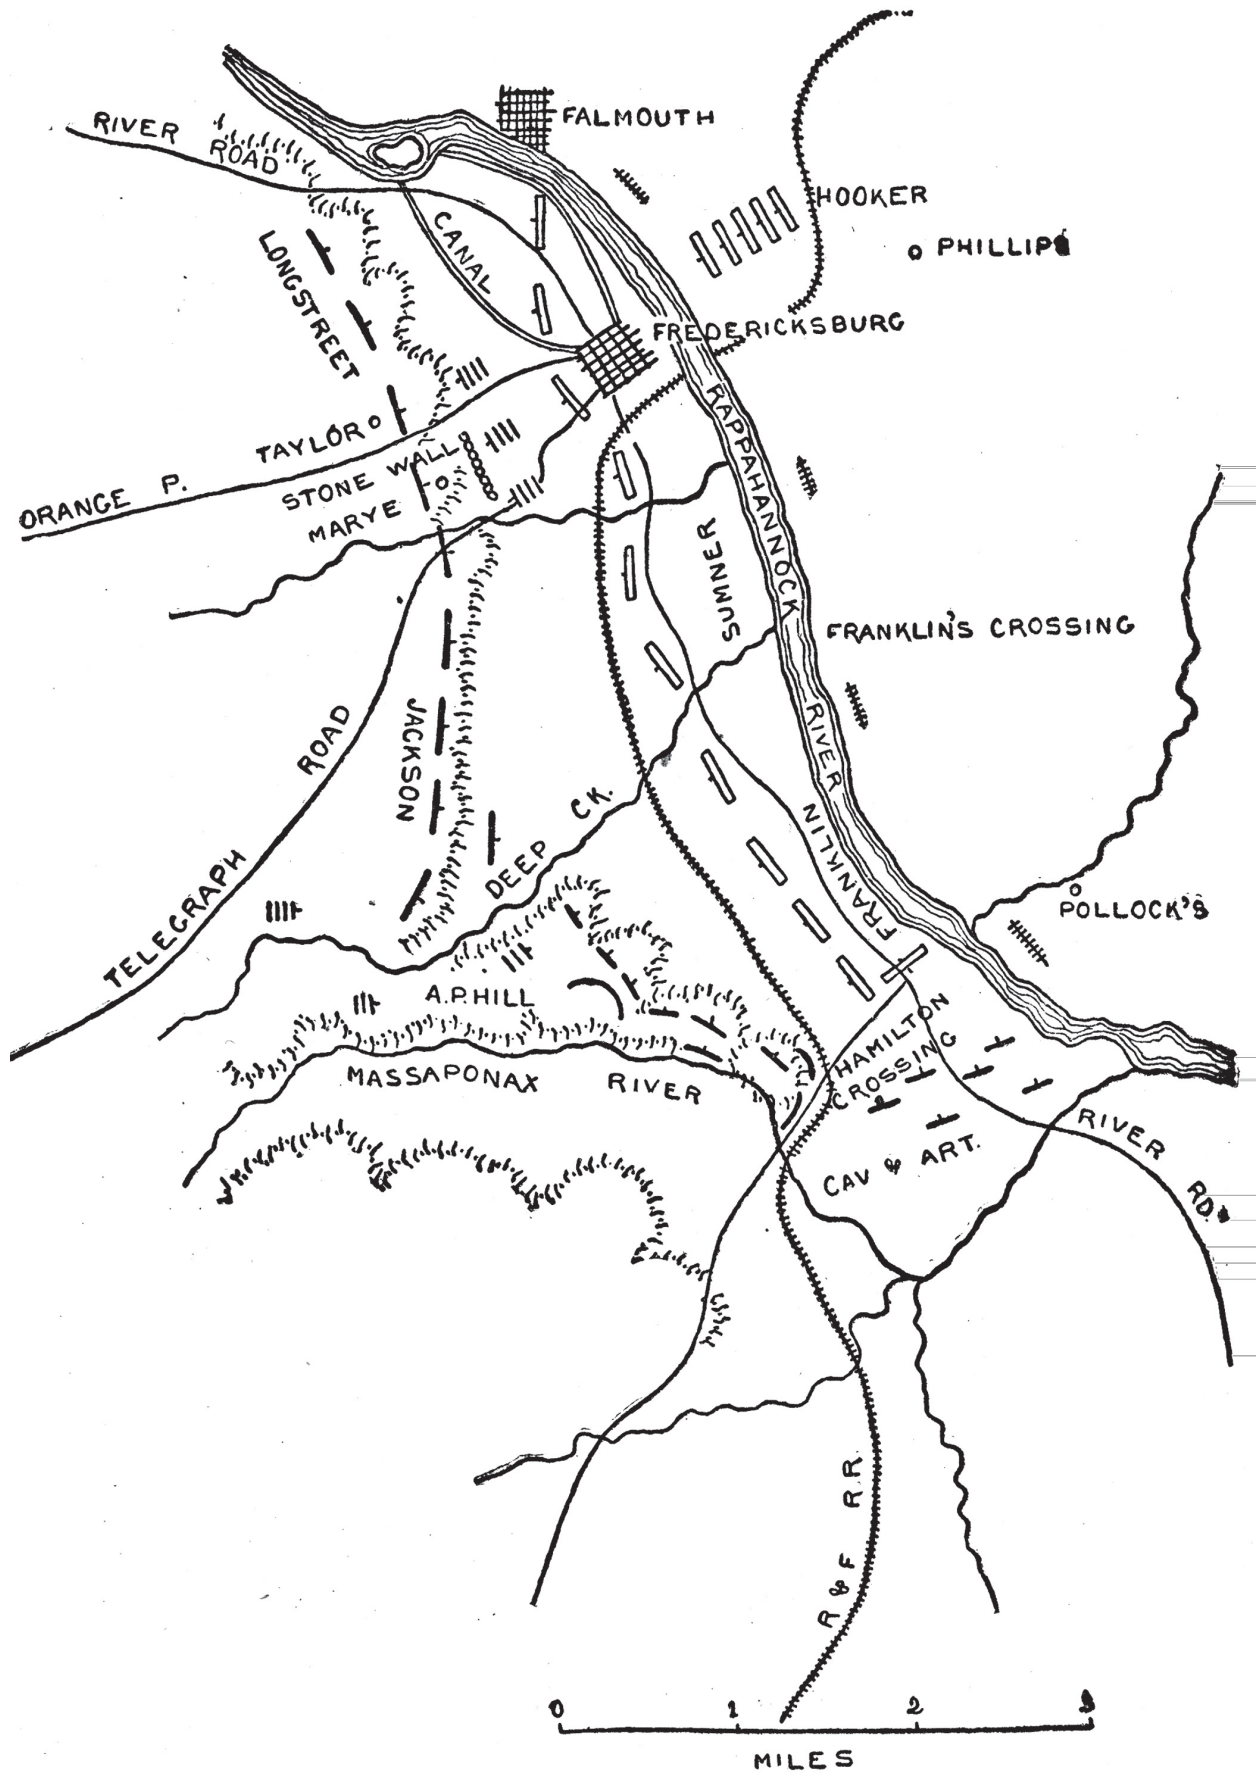 FALMOUTH
RIVER ROAD
HOOKER
PHILLIPS
CANAL
LONGSTREET
FREDERICKSBURG
RAPPAHANNOCK RIVER
TAYLOR
STONE WALL
ORANGE P.
MARYE
SUMNER
FRANKLIN'S CROSSING
JACKSON
TELEGRAPH ROAD
DEEP CK.
FRANKLIN
POLLOCK'S
A.P. HILL
HAMILTON
CROSSING
MASSAPONAX RIVER
RIVER RD.
CAV & ART.
R & F R.R.
0 1 2 3
MILES